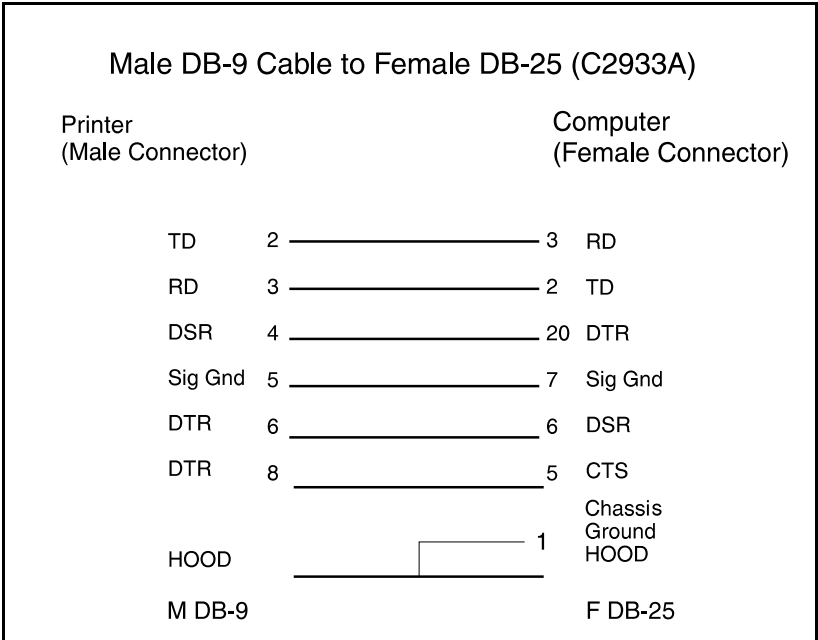 Male DB-9 Cable to Female DB-25 (C2933A)
Printer
(Male Connector)
Computer
(Female Connector)
TD 2 3 RD
RD 3 2 TD
DSR 4 20 DTR
Sig Gnd 5 7 Sig Gnd
DTR 6 6 DSR
DTR 8 5 CTS
Chassis
Ground
1
HOOD
HOOD
M DB-9 F DB-25